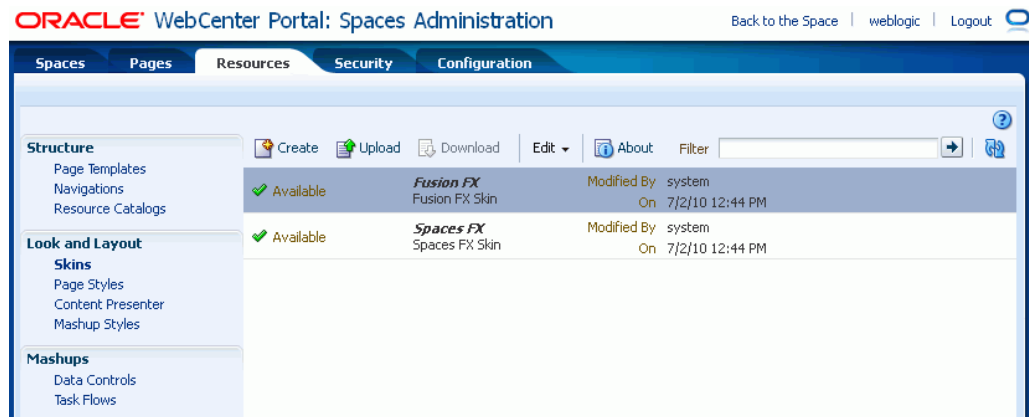 ORACLE WebCenter Portal: Spaces Administration Back to the Space weblogic Logout
Spaces Pages Resources Security Configuration
Structure
Page Templates
Navigations
Resource Catalogs
Look and Layout
Skins
Page Styles
Content Presenter
Mashup Styles
Mashups
Data Controls
Task Flows
Create Upload Download Edit About Filter
Available Fusion FX Modified By system
Fusion FX Skin On 7/2/10 12:44 PM
Available Spaces FX Modified By system
Spaces FX Skin On 7/2/10 12:44 PM